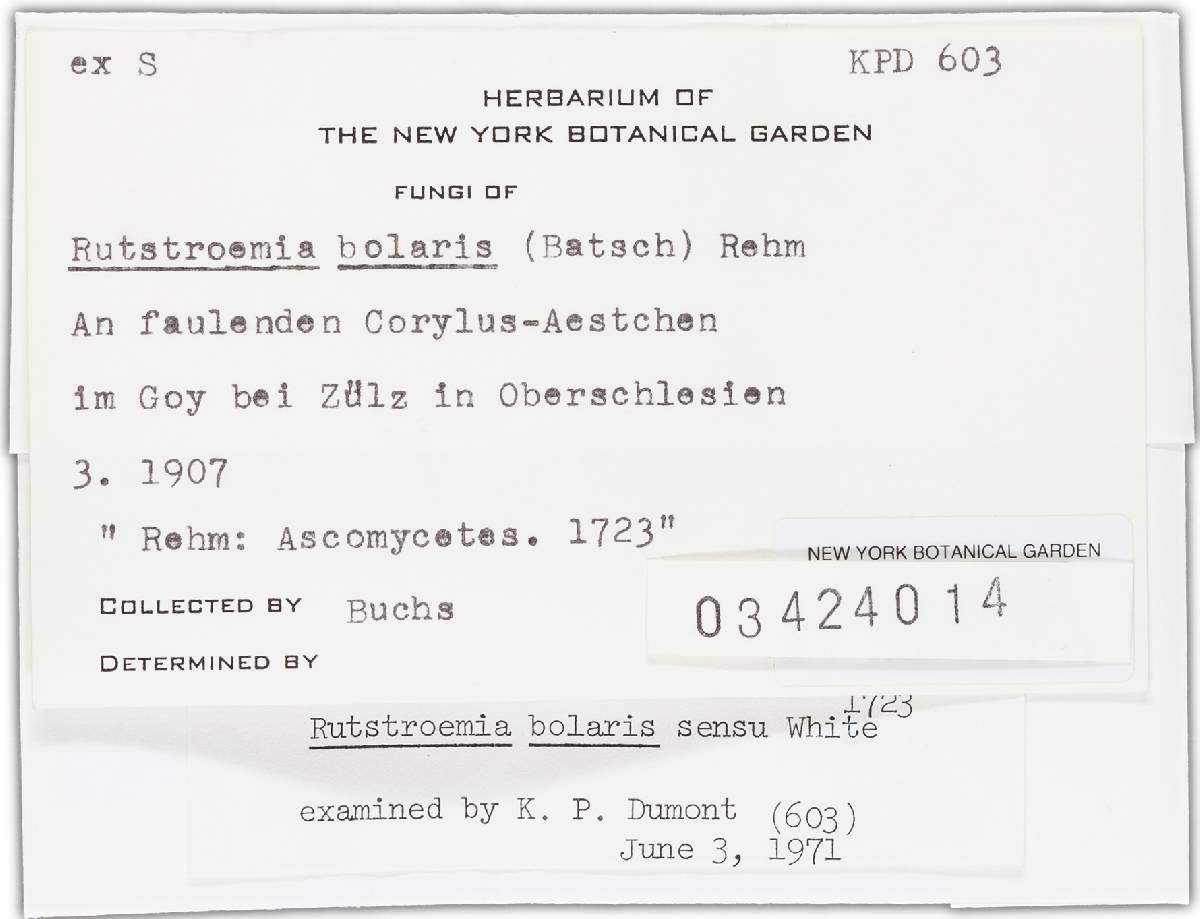 ex S
KPD 603
HERBARIUM OF
THE NEW YORK BOTANICAL GARDEN
FUNGI OF
Rutstroemia bolaris (Batsch) Rehm
An faulenden Corylus-Aestchen
im Goy bei Zülz in Oberschlesien
3. 1907
" Rehm: Ascomycetes. 1723"
NEW YORK BOTANICAL GARDEN
03424014
COLLECTED BY Buchs
DETERMINED BY
1723
Rutstroemia bolaris sensu White
examined by K. P. Dumont (603)
June 3, 1971